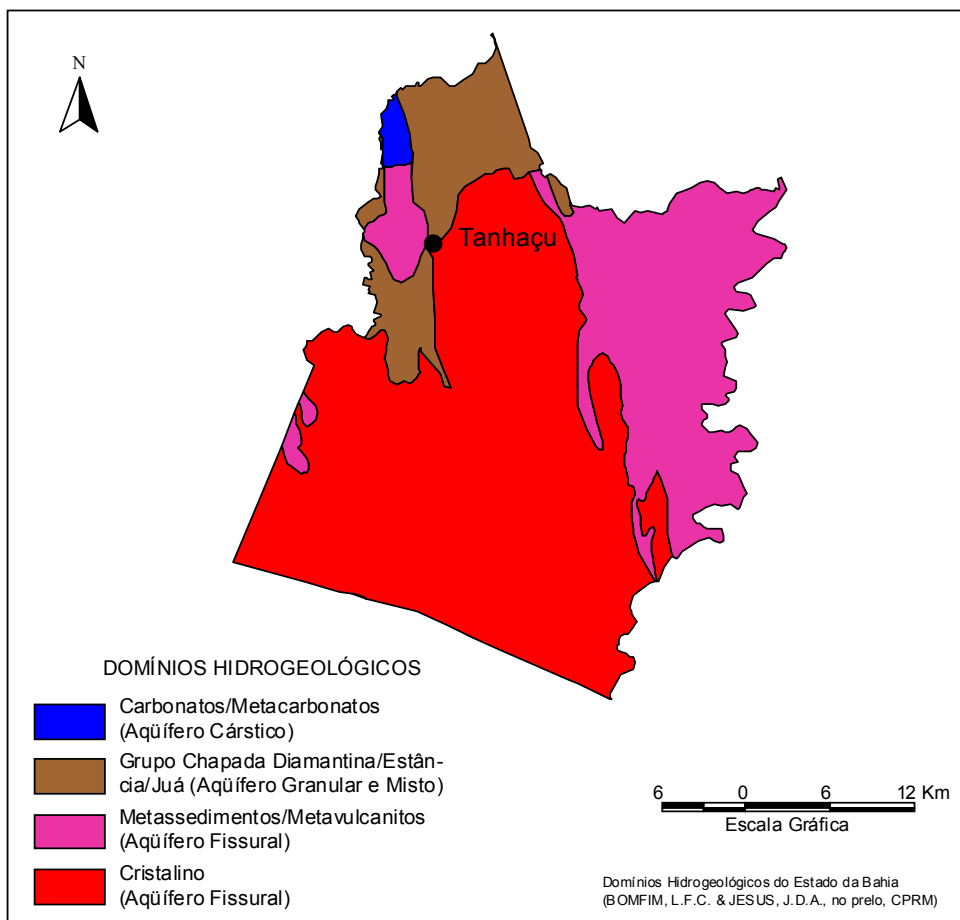 N
Tanhaçu
DOMÍNIOS HIDROGEOLÓGICOS
Carbonatos/Metacarbonatos
(Aqüífero Cárstico)
Grupo Chapada Diamantina/Estân-
cia/Juá (Aqüífero Granular e Misto)
Metassedimentos/Metavulcanitos
(Aqüífero Fissural)
Cristalino
(Aqüífero Fissural)
6 0 6 12 Km
Escala Gráfica
Domínios Hidrogeológicos do Estado da Bahia
(BOMFIM, L.F.C. & JESUS, J.D.A., no prelo, CPRM)